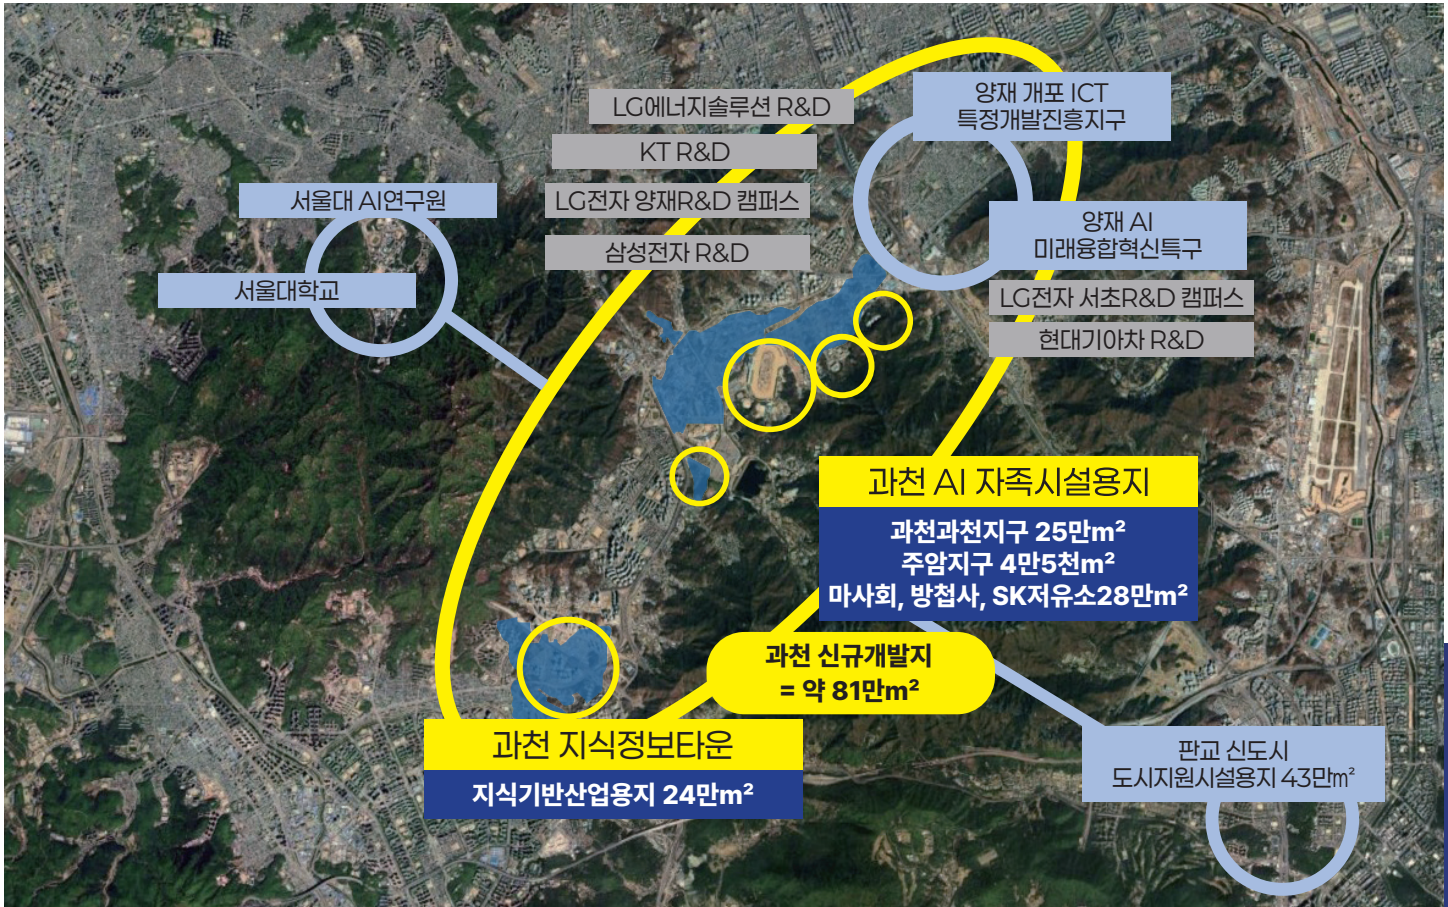 LG에너지솔루션 R&D
KT R&D
LG전자 양재R&D 캠퍼스
삼성전자 R&D
양재 개포 ICT
특정개발진흥지구
양재 AI
미래융합혁신특구
LG전자 서초R&D 캠퍼스
현대기아차 R&D
서울대 AI연구원
서울대학교
과천 AI 자족시설용지
과천과천지구 25만m²
주암지구 4만5천m²
마사회, 방첩사, SK저유소28만m²
과천 신규개발지
= 약 81만m²
과천 지식정보타운
지식기반산업용지 24만m²
판교 신도시
도시지원시설용지 43만㎡